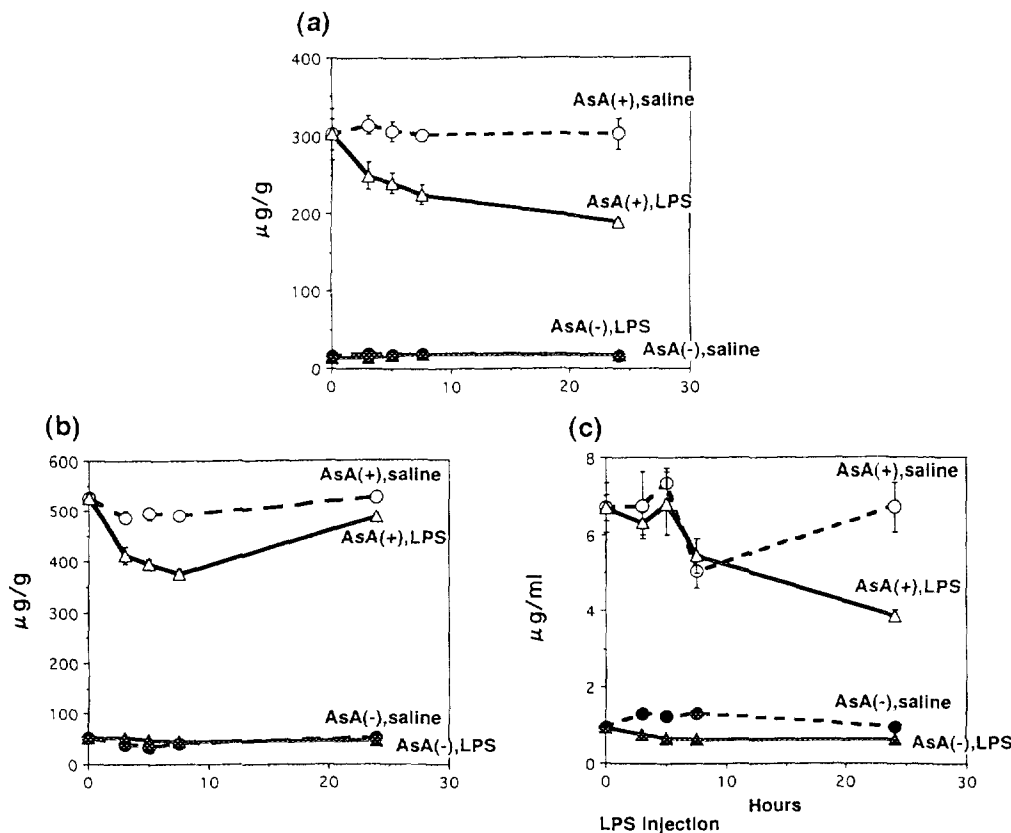 (a)
400
300
200
100
0
μg/g
AsA(+),saline
AsA(+),LPS
AsA(-),LPS
AsA(-),saline
0 10 20 30
(b)
600
500
400
300
200
100
0
μg/g
AsA(+),saline
AsA(+),LPS
AsA(-),saline
AsA(-),LPS
0 10 20 30
(c)
8
6
4
2
0
μg/ml
AsA(+),saline
AsA(+),LPS
AsA(-),saline
AsA(-),LPS
0 10 20 30
Hours
LPS Injection